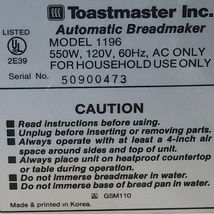 Toastmaster Inc.
Automatic Breadmaker
LISTED
MODEL 1196
UL
550W, 120V, 60Hz, AC ONLY
2E39
FOR HOUSEHOLD USE ONLY
Serial No. 50900473
CAUTION
Read instructions before using.
Unplug before inserting or removing parts.
Always operate with at least a 4-inch air
space around sides and top of unit.
Always place unit on heatproof countertop
or table during operation.
Do not immerse breadmaker in water.
Do not immerse base of bread pan in water.
Made and printed in Korea.
GSM110